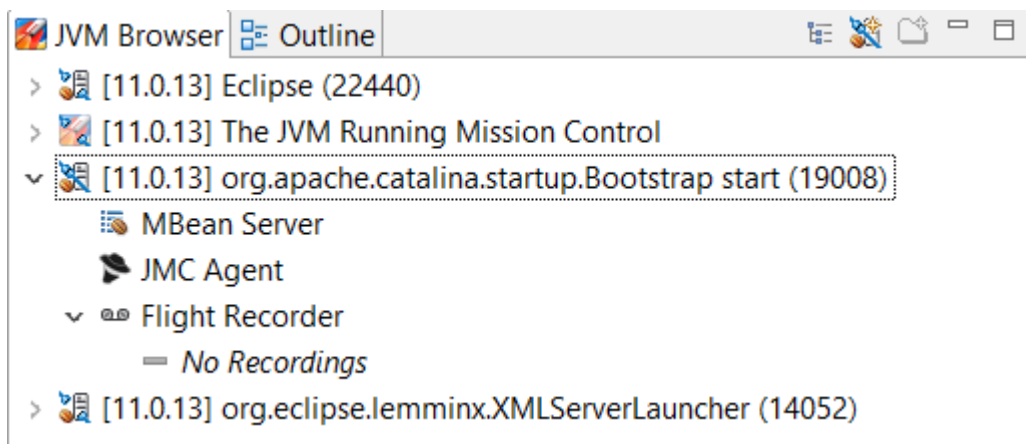 JVM Browser Outline
[11.0.13] Eclipse (22440)
[11.0.13] The JVM Running Mission Control
[11.0.13] org.apache.catalina.startup.Bootstrap start (19008)
MBean Server
JMC Agent
Flight Recorder
No Recordings
[11.0.13] org.eclipse.lemminx.XMLServerLauncher (14052)